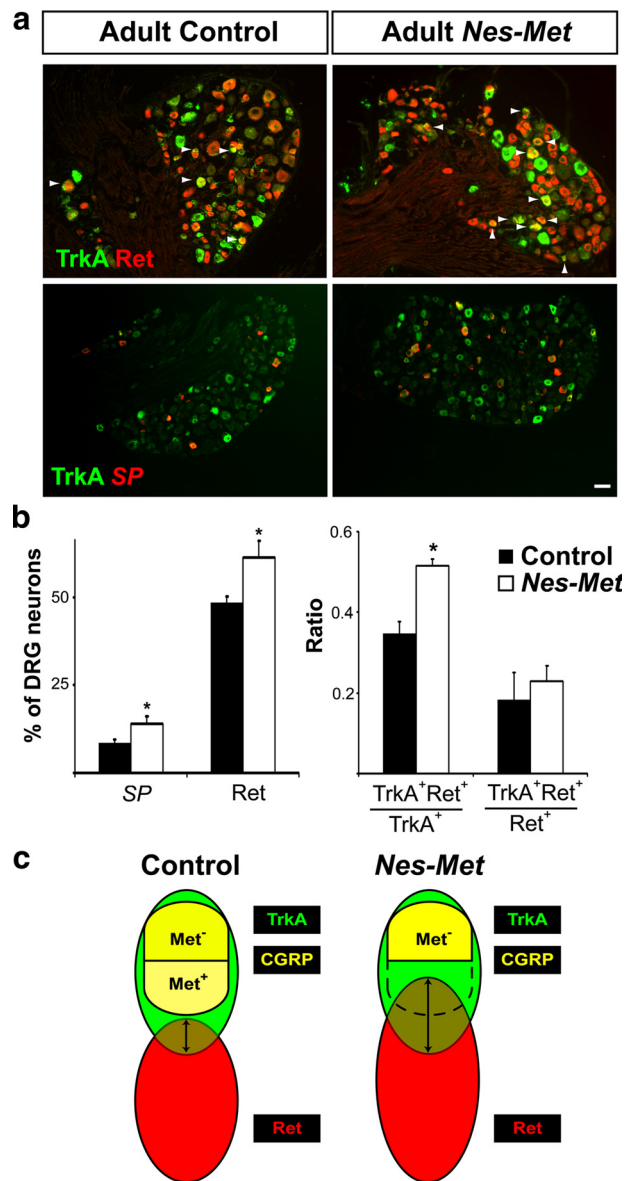 a
Adult Control
Adult Nes-Met
TrkA Ret
TrkA SP
b
% of DRG neurons
50
25
*
*
SP
Ret
Ratio
0.6
0.4
0.2
*
Control
Nes-Met
TrkA+Ret+
TrkA+
TrkA+Ret+
Ret+
c
Control
Nes-Met
Met-
Met+
TrkA
CGRP
Ret
Met-
TrkA
CGRP
Ret